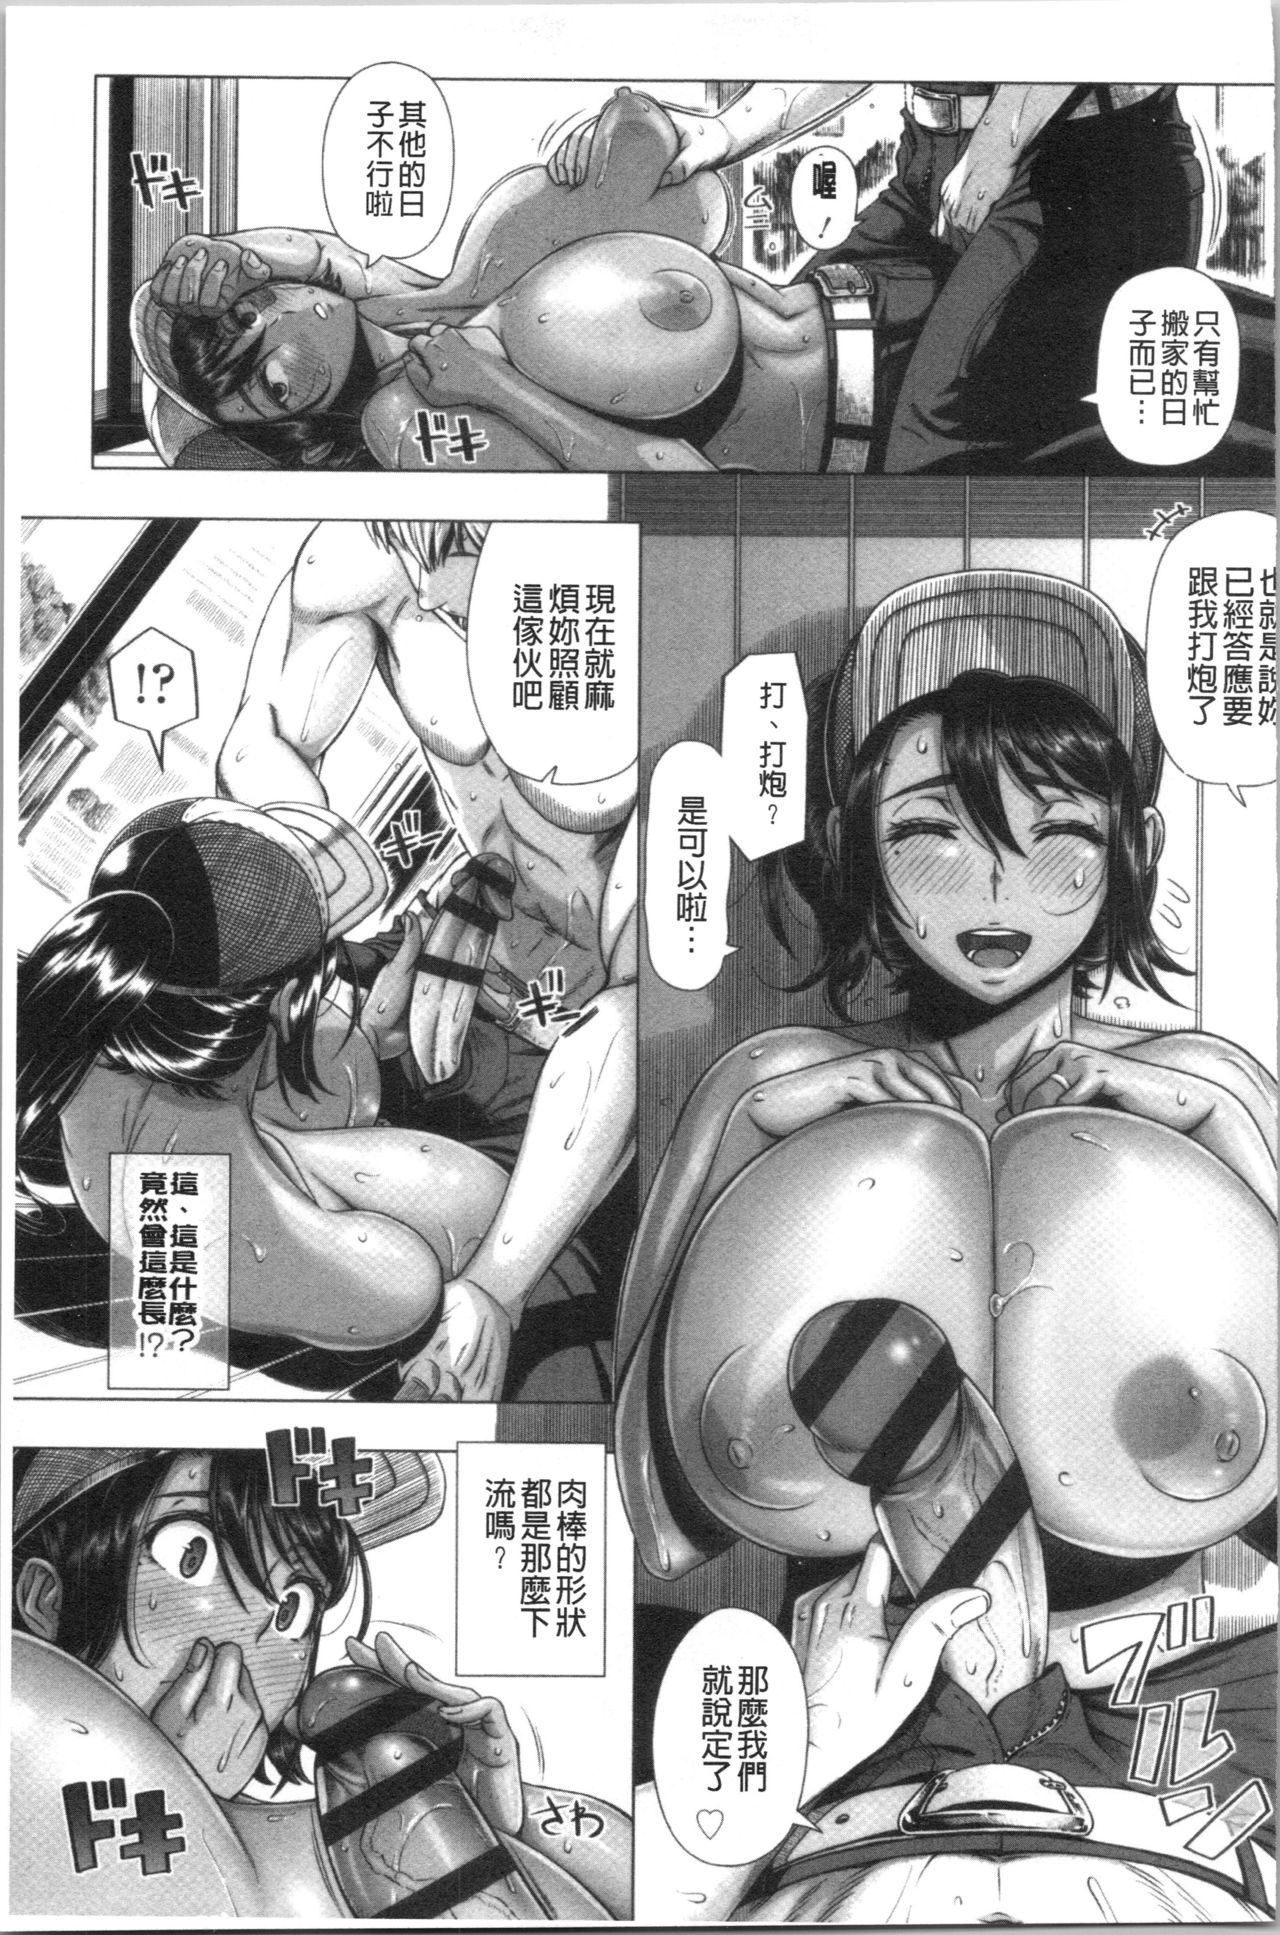 只有幫忙
搬家的日
子而已…
喔！
ムニ
其他的日
子不行啦
ドキ
ドキ
也就是說妳
已經答應要
跟我打炮了
打、打炮？
是可以啦…
那麼我們
就說定了
♡
ブルルン
現在就麻
煩妳照顧
這傢伙吧
!?
ギン
ギン
這、這是什麼？
竟然會這麼長!?
肉棒的形狀
都是那麼下
流嗎？
ドキ
ドキ
さわ